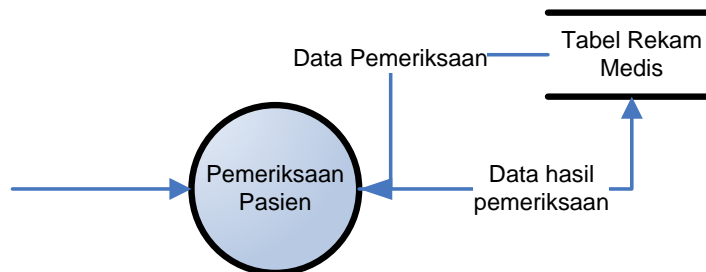 Tabel Rekam
Medis
Data Pemeriksaan
Pemeriksaan
Pasien
Data hasil
pemeriksaan